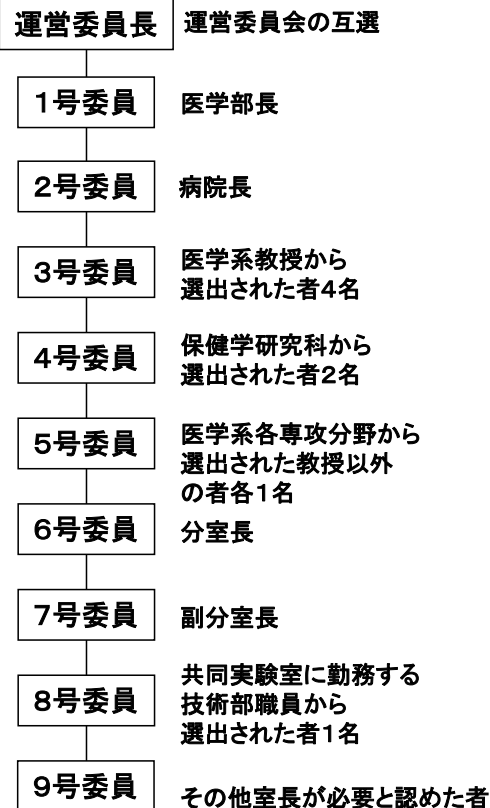 運営委員長
運営委員会の互選
1号委員
医学部長
2号委員
病院長
3号委員
医学系教授から
選出された者4名
4号委員
保健学研究科から
選出された者2名
5号委員
医学系各専攻分野から
選出された教授以外
の者各1名
6号委員
分室長
7号委員
副分室長
8号委員
共同実験室に勤務する
技術部職員から
選出された者1名
9号委員
その他室長が必要と認めた者